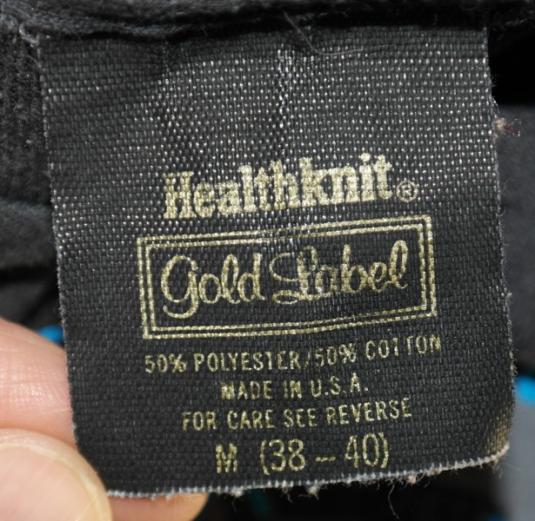 Healthknit®
Gold Label
50% POLYESTER/50% COTTON
MADE IN U.S.A.
FOR CARE SEE REVERSE
M (38-40)